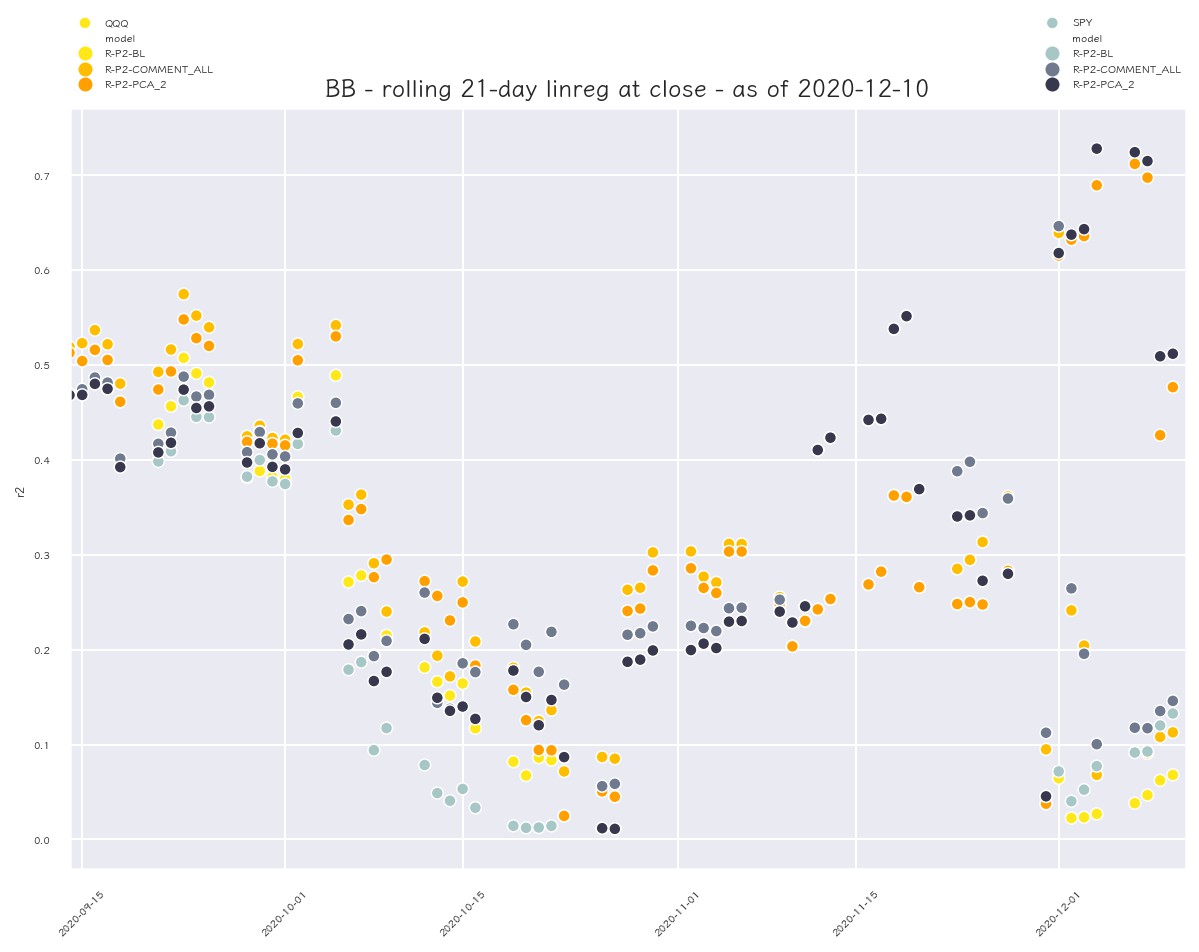 QQQ
model
R-P2-BL
R-P2-COMMENT_ALL
R-P2-PCA_2
SPY
model
R-P2-BL
R-P2-COMMENT_ALL
R-P2-PCA_2
BB - rolling 21-day linreg at close - as of 2020-12-10
0.7
0.6
0.5
0.4
0.3
0.2
0.1
0.0
r2
2020-09-15
2020-10-01
2020-10-15
2020-11-01
2020-11-15
2020-12-01